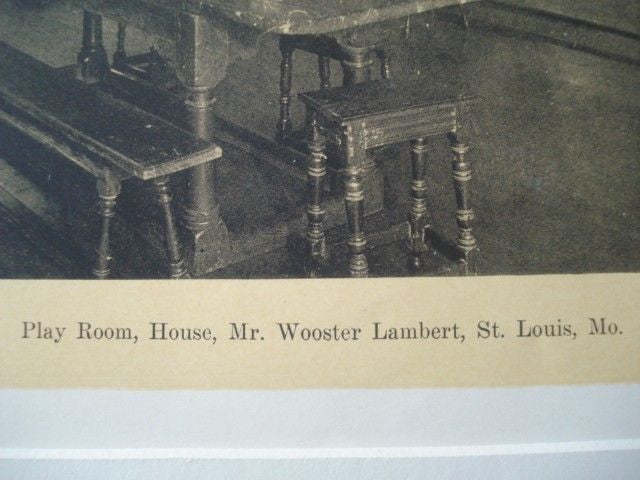 Play Room, House, Mr. Wooster Lambert, St. Louis, Mo.